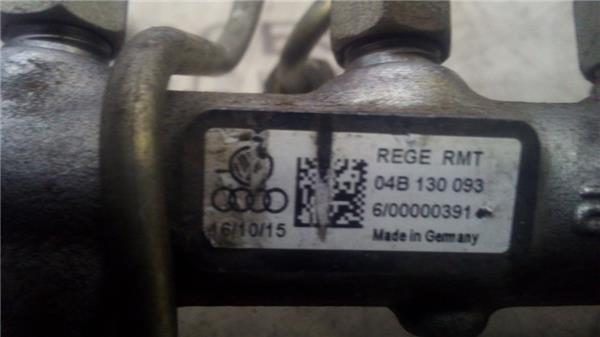 REGE RMT
04B 130 093
6/00000391
Made in Germany
16/10/15